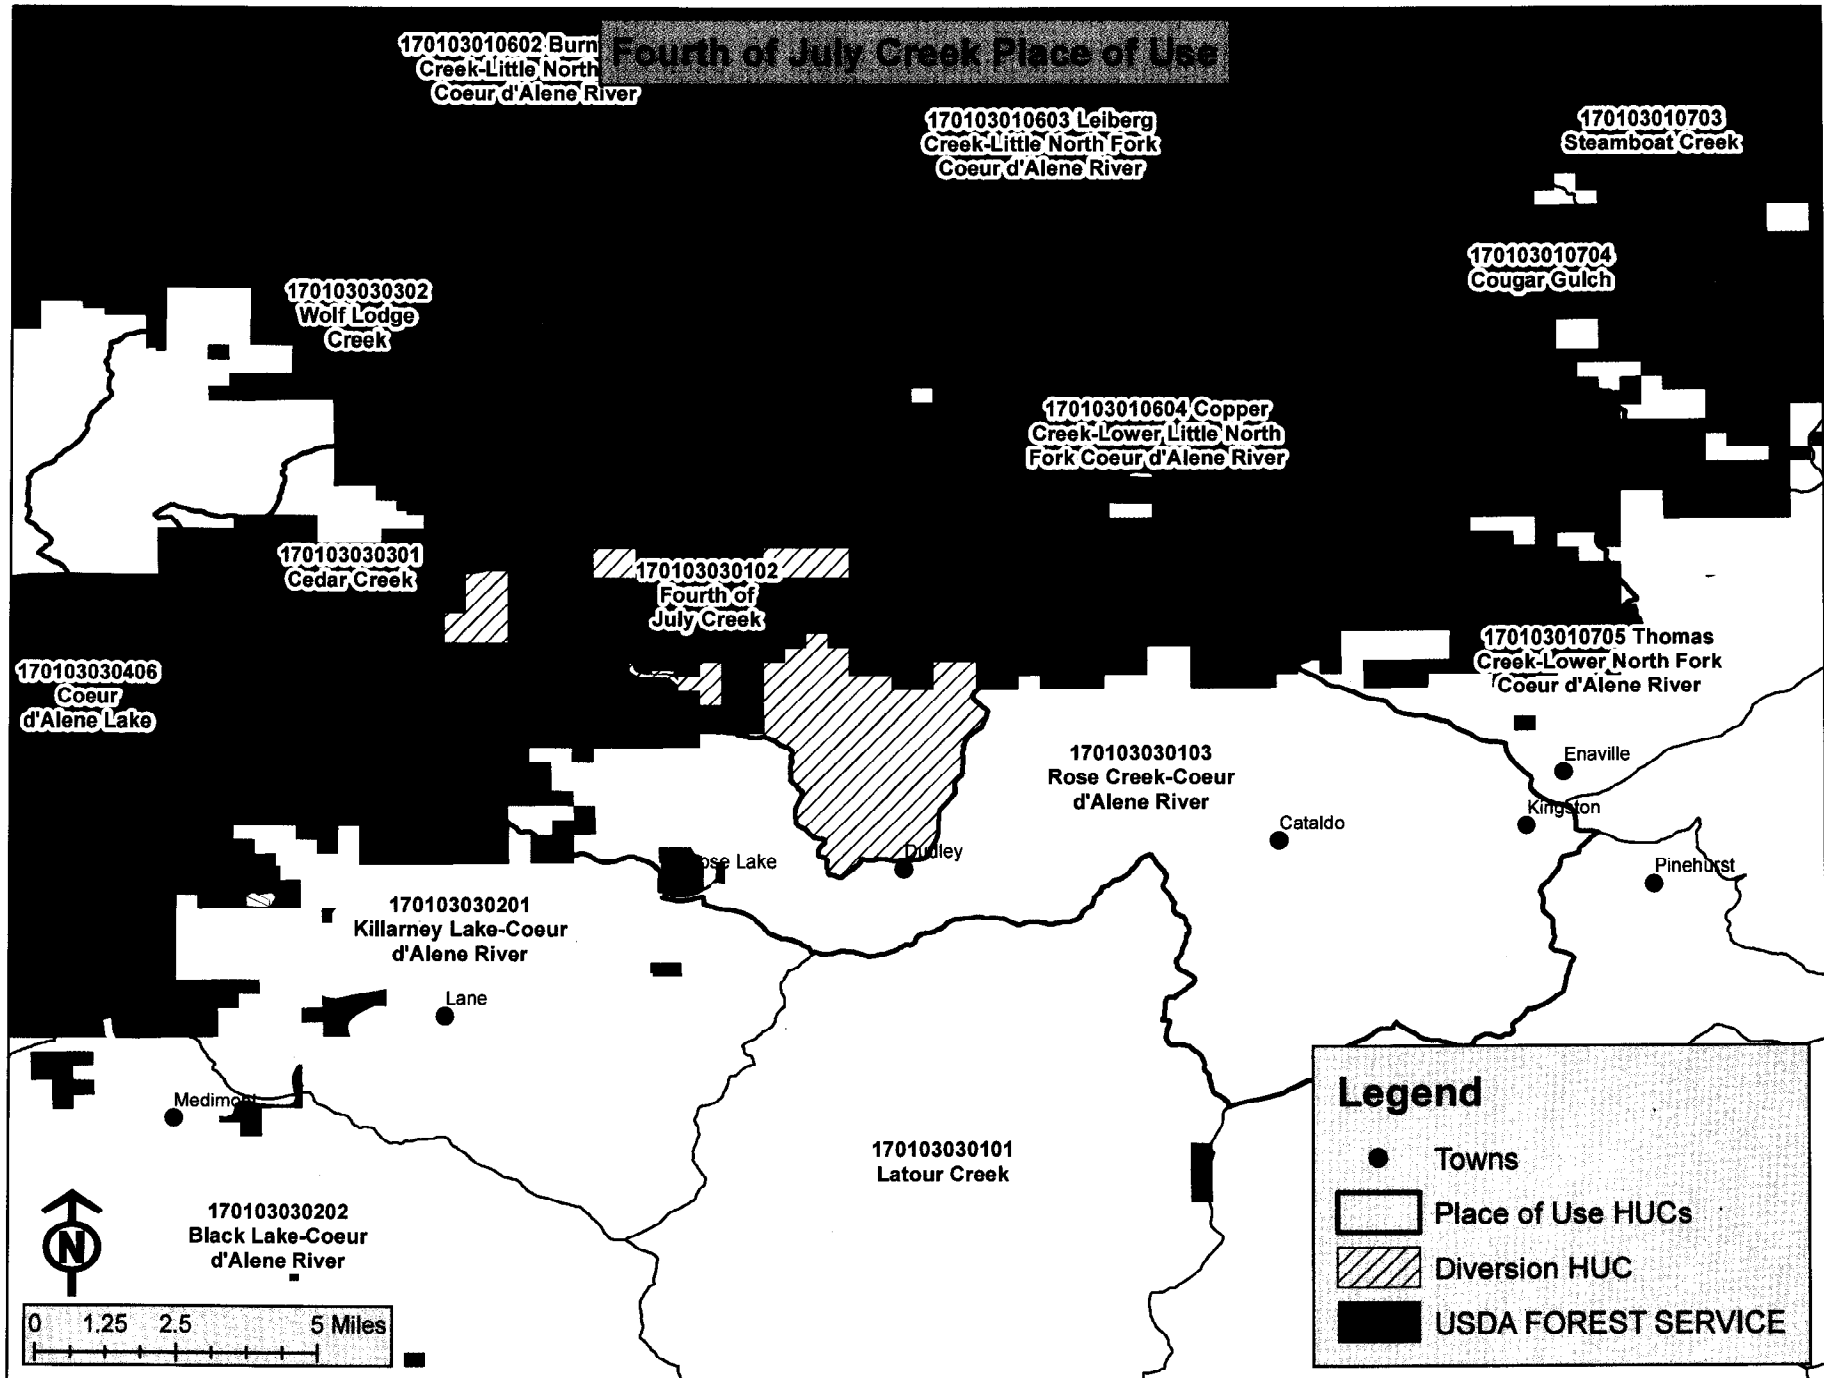 Fourth of July Creek Place of Use
170103010602 Burn
Creek-Little North
Coeur d'Alene River
170103010603 Leiberg
Creek-Little North Fork
Coeur d'Alene River
170103010703
Steamboat Creek
170103010704
Cougar Gulch
170103030302
Wolf Lodge
Creek
170103010604 Copper
Creek-Lower Little North
Fork Coeur d'Alene River
170103030301
Cedar Creek
170103030102
Fourth of
July Creek
170103010705 Thomas
Creek-Lower North Fork
Coeur d'Alene River
170103030406
Coeur
d'Alene Lake
170103030103
Rose Creek-Coeur
d'Alene River
Enaville
Kingston
Cataldo
Pinehurst
Dudley
ose Lake
170103030201
Killarney Lake-Coeur
d'Alene River
Lane
Medimont
170103030101
Latour Creek
170103030202
Black Lake-Coeur
d'Alene River
N
0 1.25 2.5 5 Miles
Legend
Towns
Place of Use HUCs
Diversion HUC
USDA FOREST SERVICE